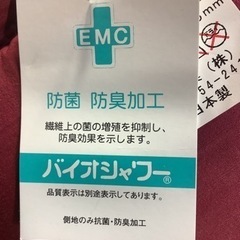 EMC
防菌 防臭加工
繊維上の菌の増殖を抑制し、
防臭効果を示します。
バイオシャワー®
品質表示は別途表示してあります。
側地のみ抗菌・防臭加工
mm
(株)
54-24-
日本製